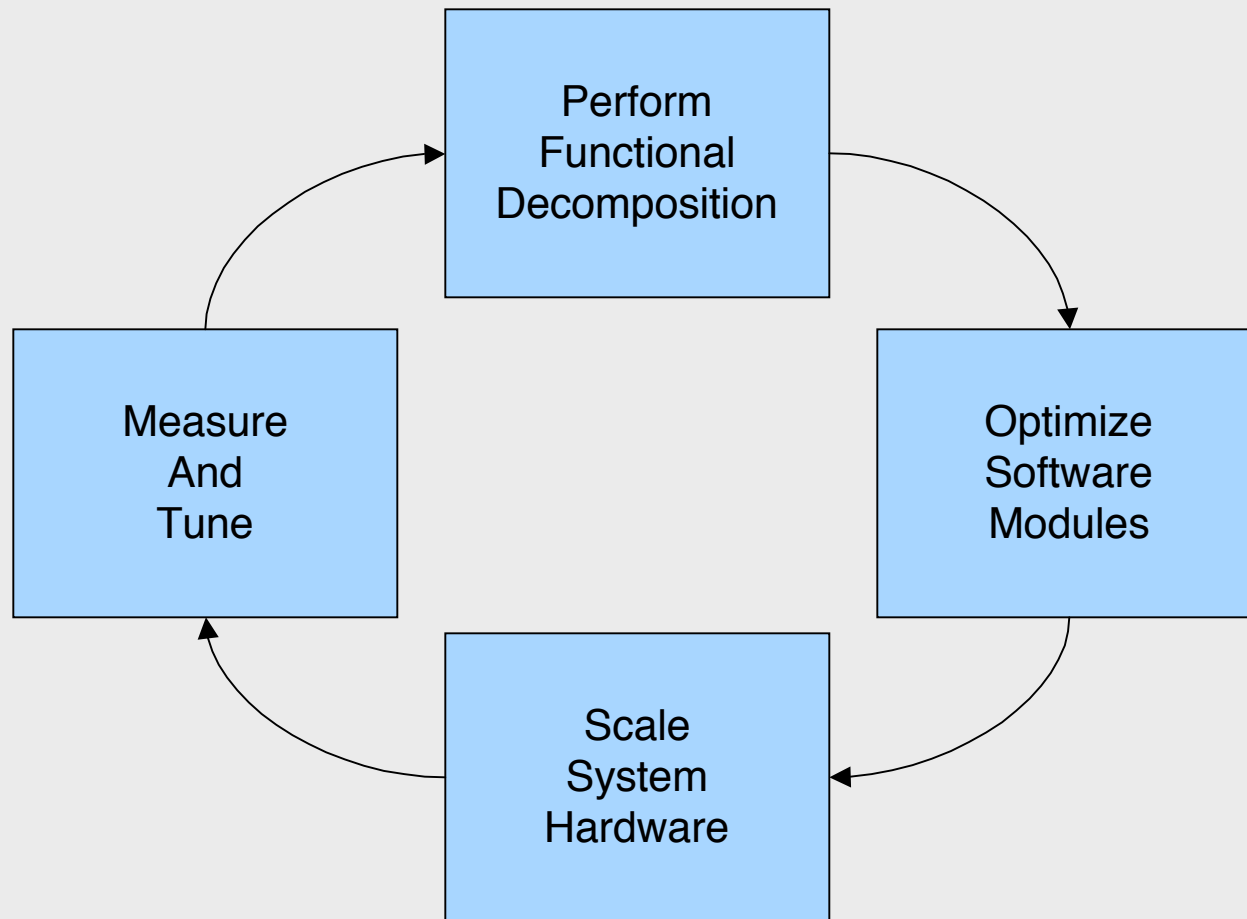 Perform
Functional
Decomposition
Measure
And
Tune
Optimize
Software
Modules
Scale
System
Hardware